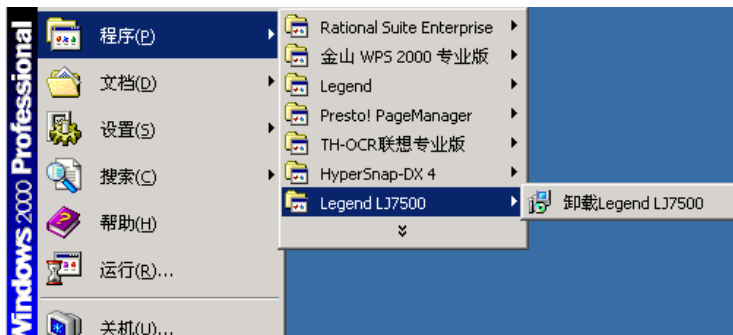 Windows 2000 Professional
程序(P)
文档(D)
设置(S)
搜索(C)
帮助(H)
运行(R)...
关机(U)...
Rational Suite Enterprise
金山 WPS 2000 专业版
Legend
Presto! PageManager
TH-OCR联想专业版
HyperSnap-DX 4
Legend LJ7500
卸载Legend LJ7500